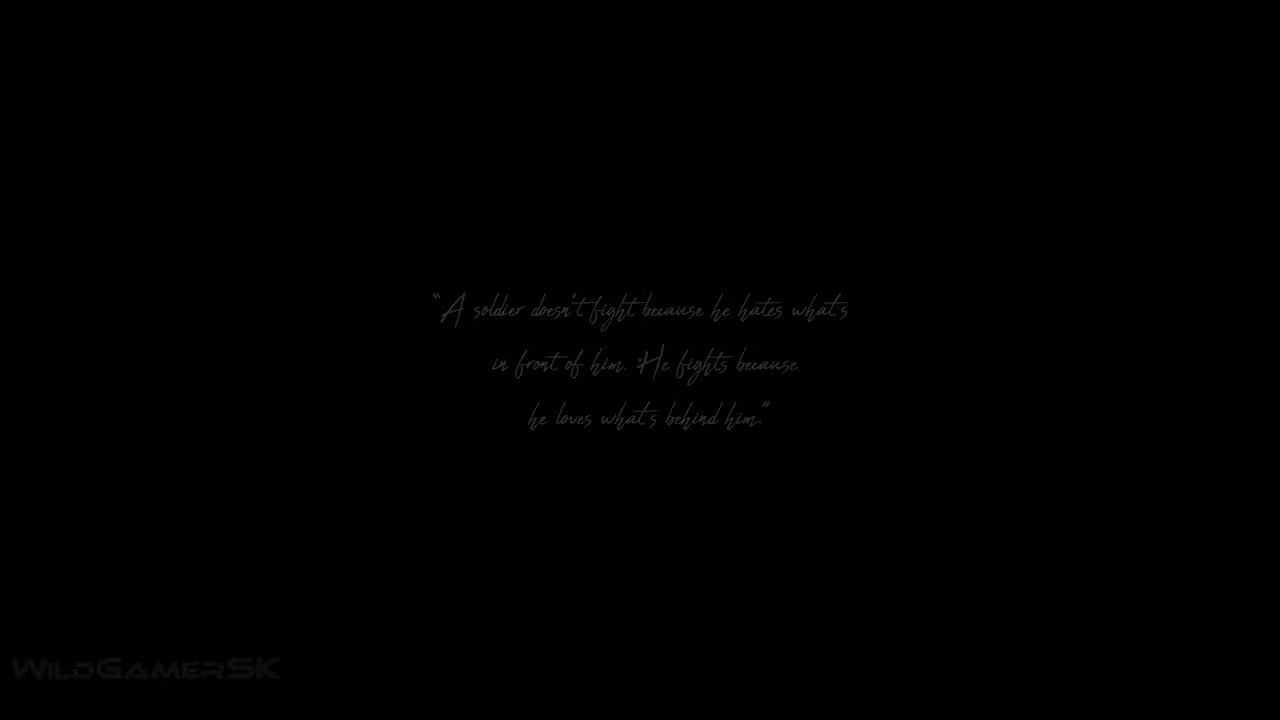 “A soldier doesn't fight because he hates what's
in front of him. He fights because
he loves what's behind him.”
WildGamerSK